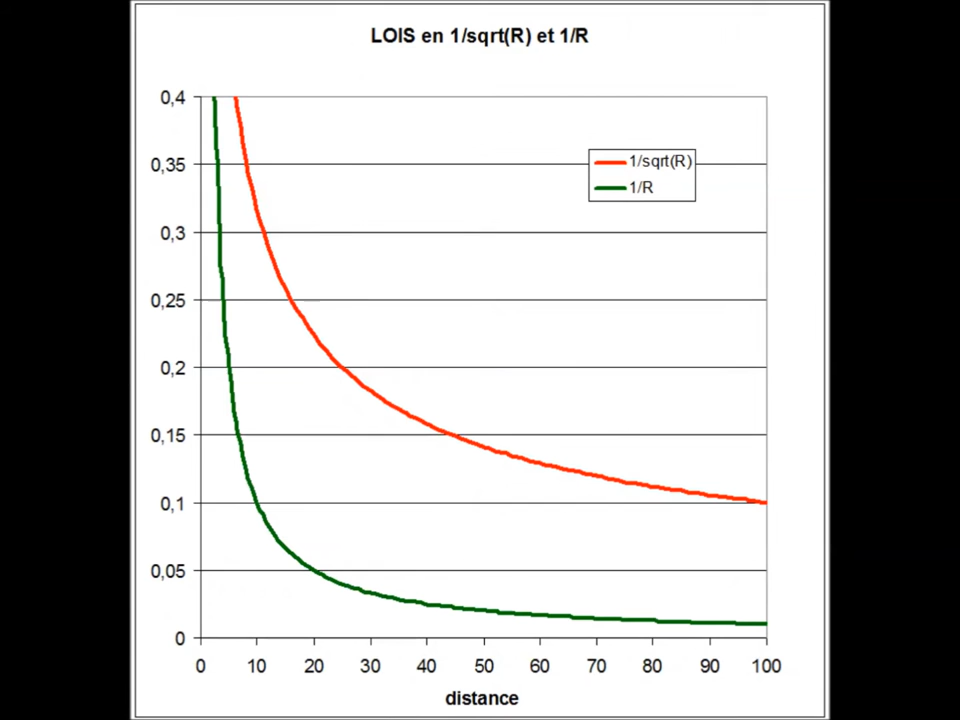 LOIS en 1/sqrt(R) et 1/R
0,4
0,35
0,3
0,25
0,2
0,15
0,1
0,05
0
1/sqrt(R)
1/R
0 10 20 30 40 50 60 70 80 90 100
distance